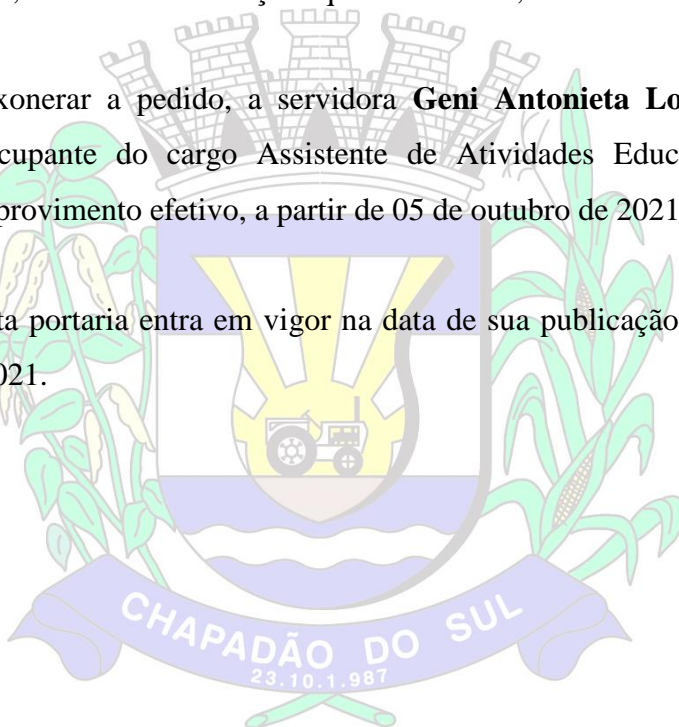 xonerar a pedido, a servidora Geni Antonieta Lo
cupante do cargo Assistente de Atividades Educ
provimento efetivo, a partir de 05 de outubro de 2021
ta portaria entra em vigor na data de sua publicação
021.
CHAPADÃO DO SUL
23.10.1.987